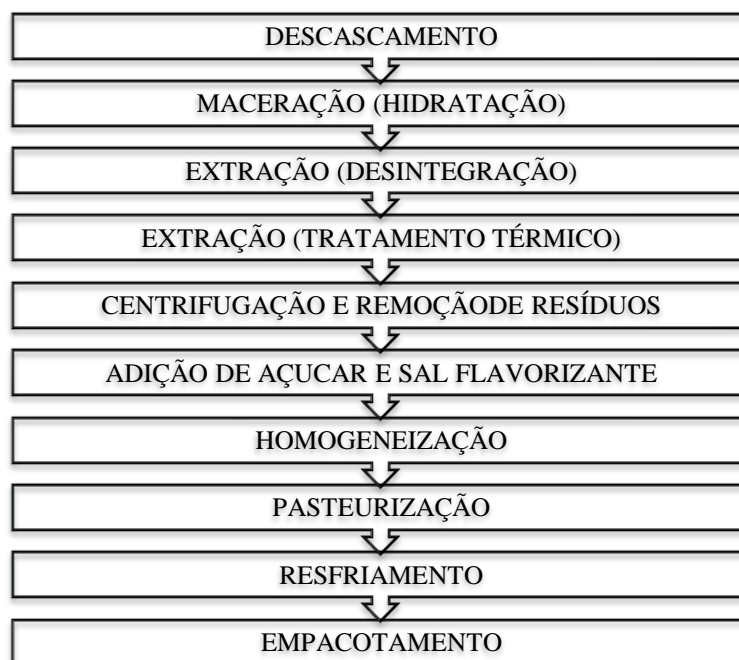 DESCASCAMENTO
MACERAÇÃO (HIDRATAÇÃO)
EXTRAÇÃO (DESINTEGRAÇÃO)
EXTRAÇÃO (TRATAMENTO TÉRMICO)
CENTRIFUGAÇÃO E REMOÇÃODE RESÍDUOS
ADIÇÃO DE AÇUCAR E SAL FLAVORIZANTE
HOMOGENEIZAÇÃO
PASTEURIZAÇÃO
RESFRIAMENTO
EMPACOTAMENTO